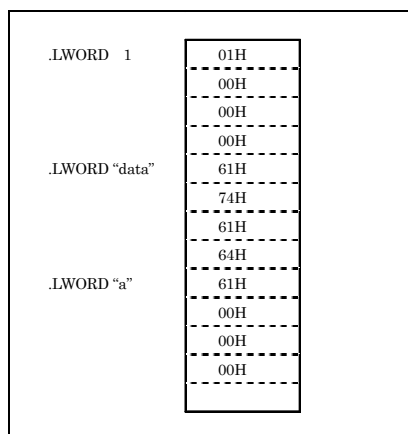 .LWORD 1 01H
00H
00H
00H
.LWORD “data” 61H
74H
61H
64H
.LWORD “a” 61H
00H
00H
00H